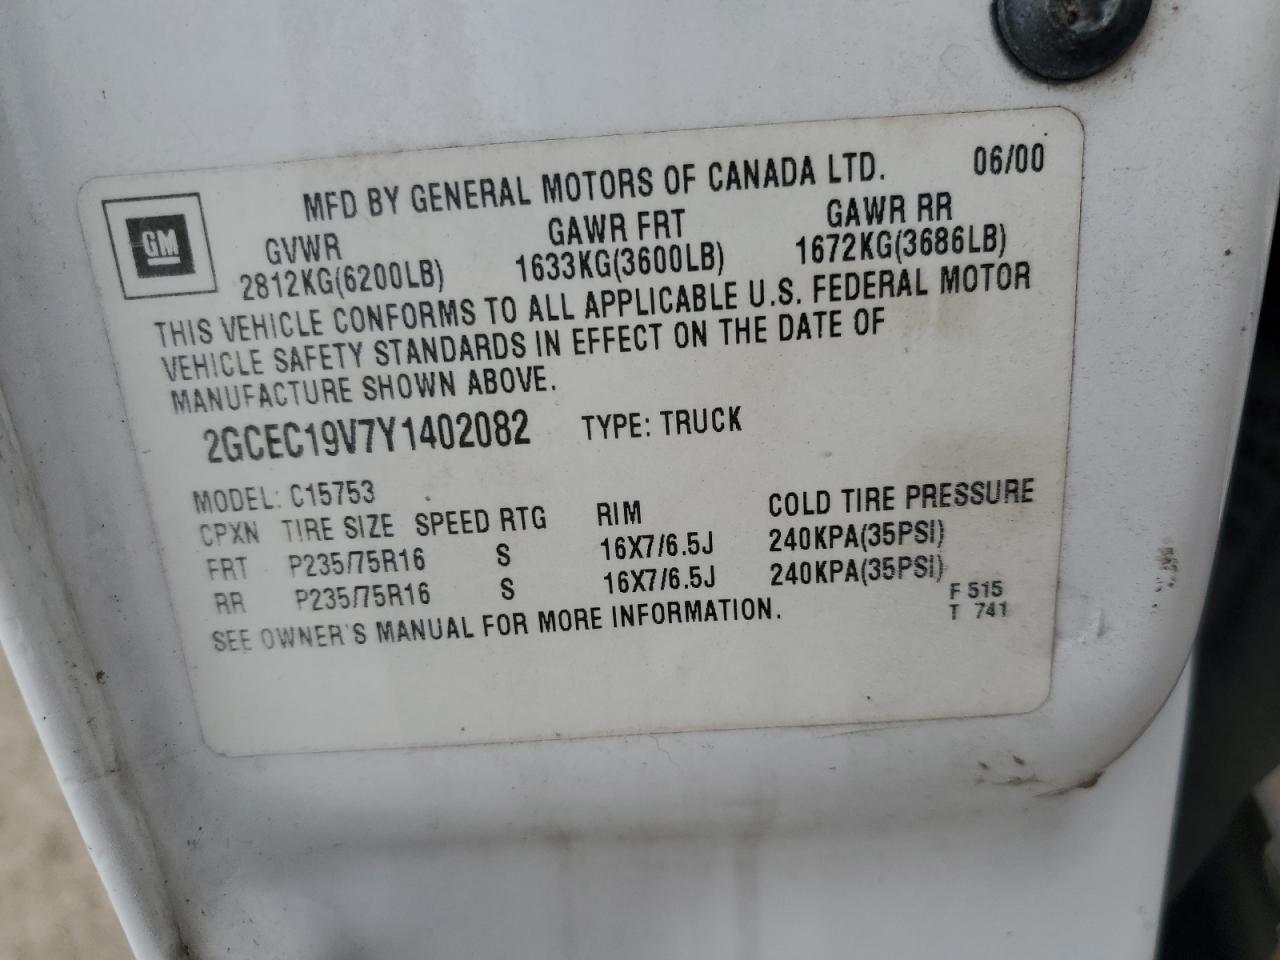 MFD BY GENERAL MOTORS OF CANADA LTD. 06/00
GM
GVWR GAWR FRT GAWR RR
2812KG(6200LB) 1633KG(3600LB) 1672KG(3686LB)
THIS VEHICLE CONFORMS TO ALL APPLICABLE U.S. FEDERAL MOTOR
VEHICLE SAFETY STANDARDS IN EFFECT ON THE DATE OF
MANUFACTURE SHOWN ABOVE.
2GCEC19V7Y1402082 TYPE: TRUCK
MODEL: C15753
CPXN TIRE SIZE SPEED RTG RIM COLD TIRE PRESSURE
FRT P235/75R16 S 16X7/6.5J 240KPA(35PSI)
RR P235/75R16 S 16X7/6.5J 240KPA(35PSI)
SEE OWNER'S MANUAL FOR MORE INFORMATION.
F 515
T 741